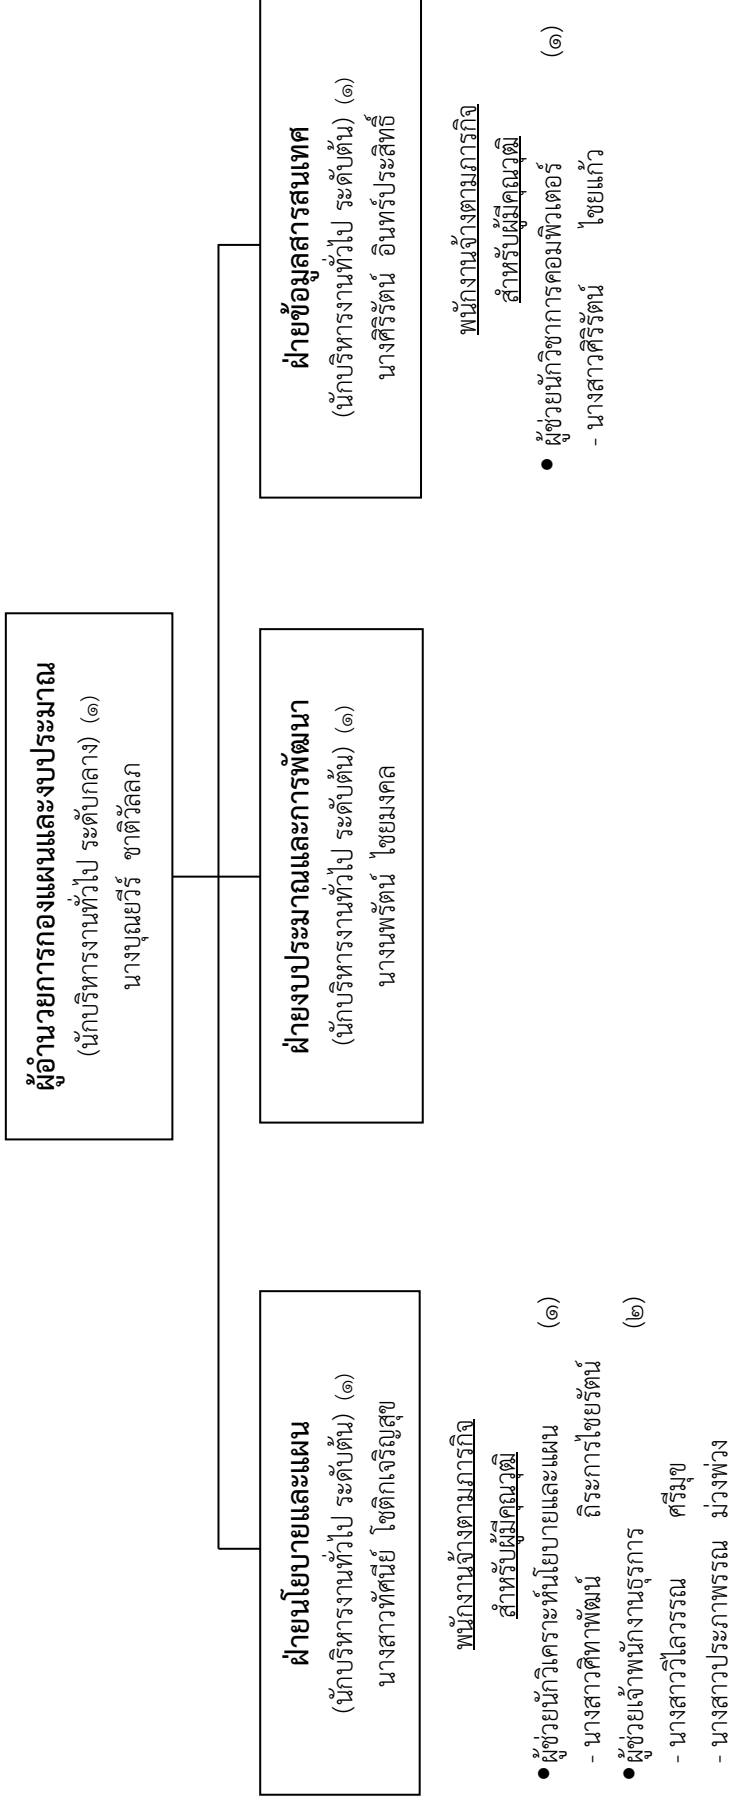 ผู้อำนวยการกองแผนและงบประมาณ
(นักบริหารงานทั่วไป ระดับกลาง) (๑)
นางบุณยวีร์ ชาติวัลลภ
ฝ่ายนโยบายและแผน
(นักบริหารงานทั่วไป ระดับต้น) (๑)
นางสาวทัศนีย์ โชติกเจริญสุข
พนักงานจ้างตามภารกิจ
สำหรับผู้มีคุณวุฒิ
● ผู้ช่วยนักวิเคราะห์นโยบายและแผน (๑)
- นางสาวศิทาพัฒน์ ถิระการไชยรัตน์
● ผู้ช่วยเจ้าพนักงานธุรการ (๒)
- นางสาววิไลวรรณ ศรีมุข
- นางสาวประภาพรรณ ม่วงพ่วง
ฝ่ายงบประมาณและการพัฒนา
(นักบริหารงานทั่วไป ระดับต้น) (๑)
นางนพรัตน์ ไชยมงคล
ฝ่ายข้อมูลสารสนเทศ
(นักบริหารงานทั่วไป ระดับต้น) (๑)
นางศิริรัตน์ อินทร์ประสิทธิ์
พนักงานจ้างตามภารกิจ
สำหรับผู้มีคุณวุฒิ
● ผู้ช่วยนักวิชาการคอมพิวเตอร์ (๑)
- นางสาวศิริรัตน์ ไชยแก้ว